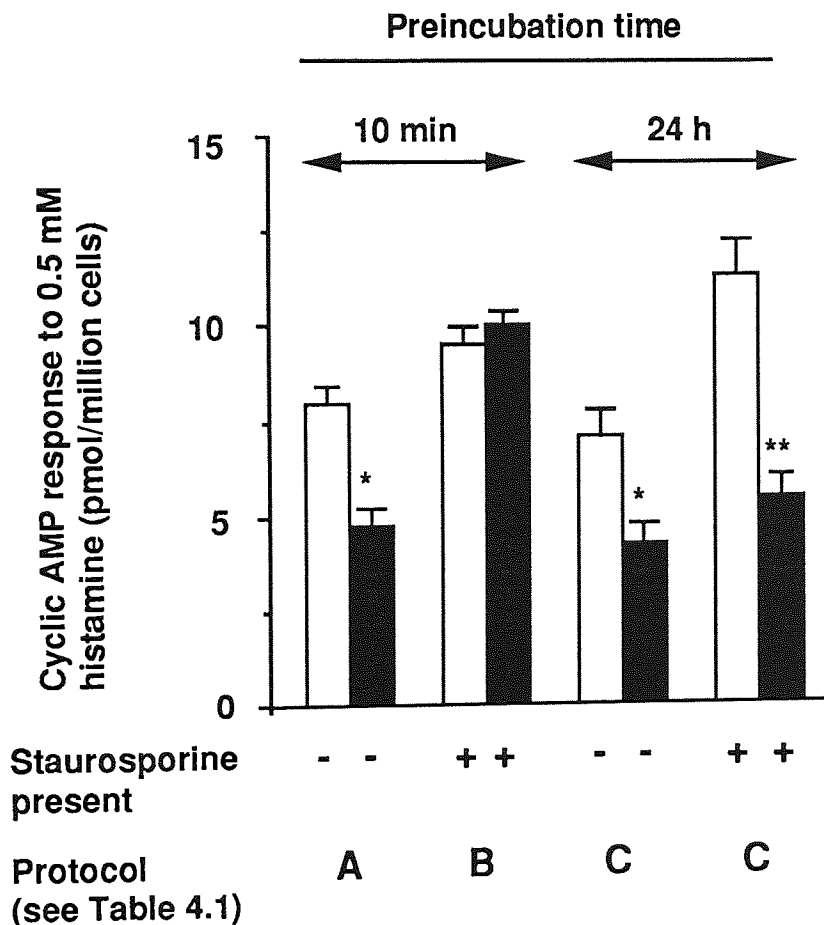 Preincubation time
10 min 24 h
15
10
5
0
Cyclic AMP response to 0.5 mM
histamine (pmol/million cells)
* * **
Staurosporine
present
- - + + - - + +
Protocol
(see Table 4.1)
A B C C